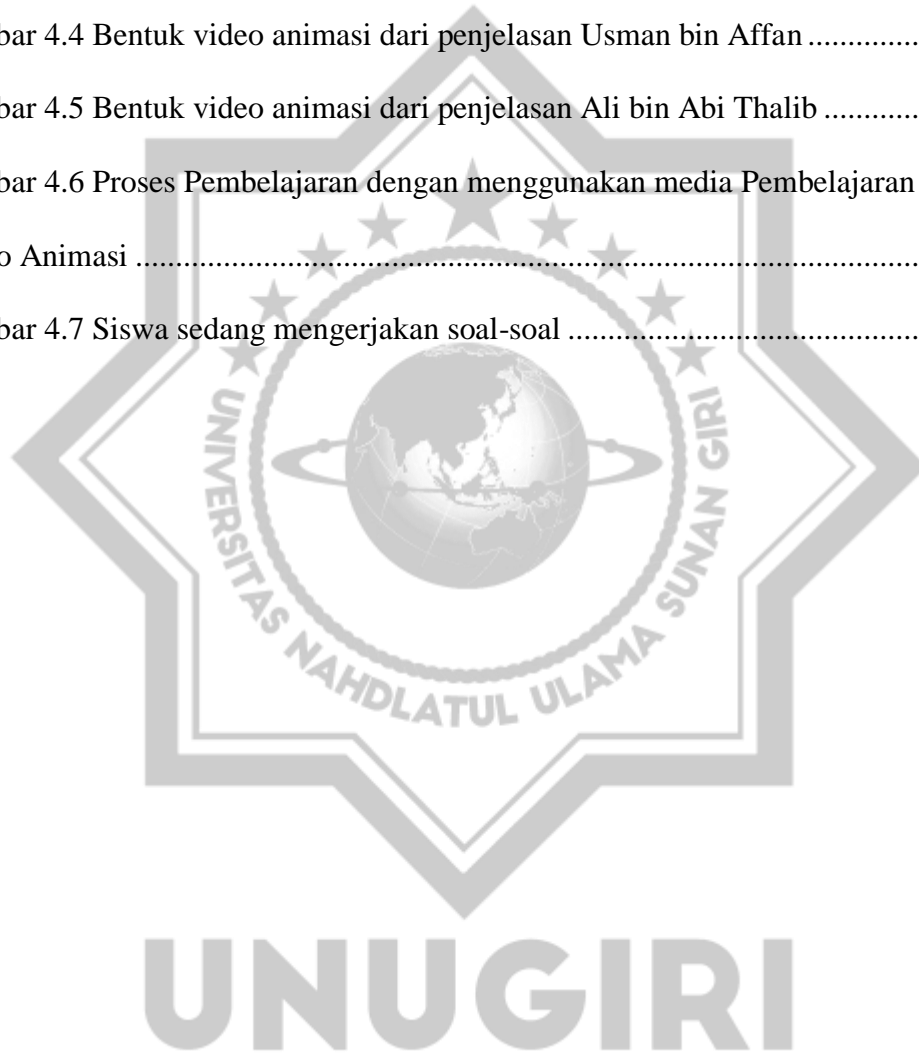 bar 4.4 Bentuk video animasi dari penjelasan Usman bin Affan ..............
bar 4.5 Bentuk video animasi dari penjelasan Ali bin Abi Thalib ............
bar 4.6 Proses Pembelajaran dengan menggunakan media Pembelajaran
o Animasi ..................................................................................................
bar 4.7 Siswa sedang mengerjakan soal-soal ............................................
UNIVERSITAS NAHDLATUL ULAMA SUNAN GIRI
UNUGIRI